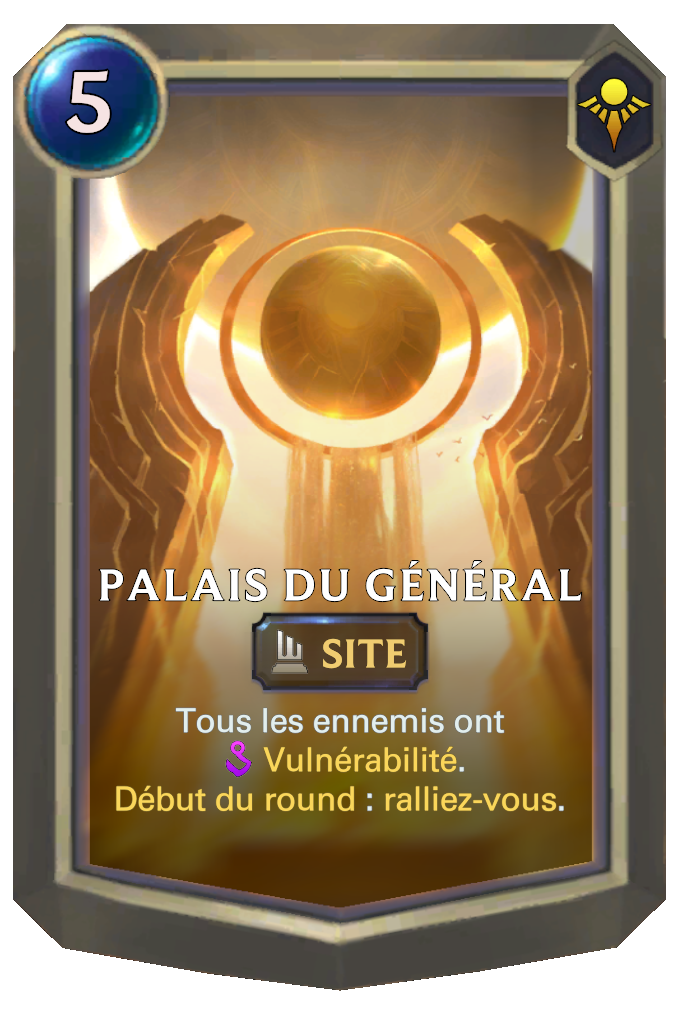 5
PALAIS DU GÉNÉRAL
SITE
Tous les ennemis ont
Vulnérabilité.
Début du round : ralliez-vous.